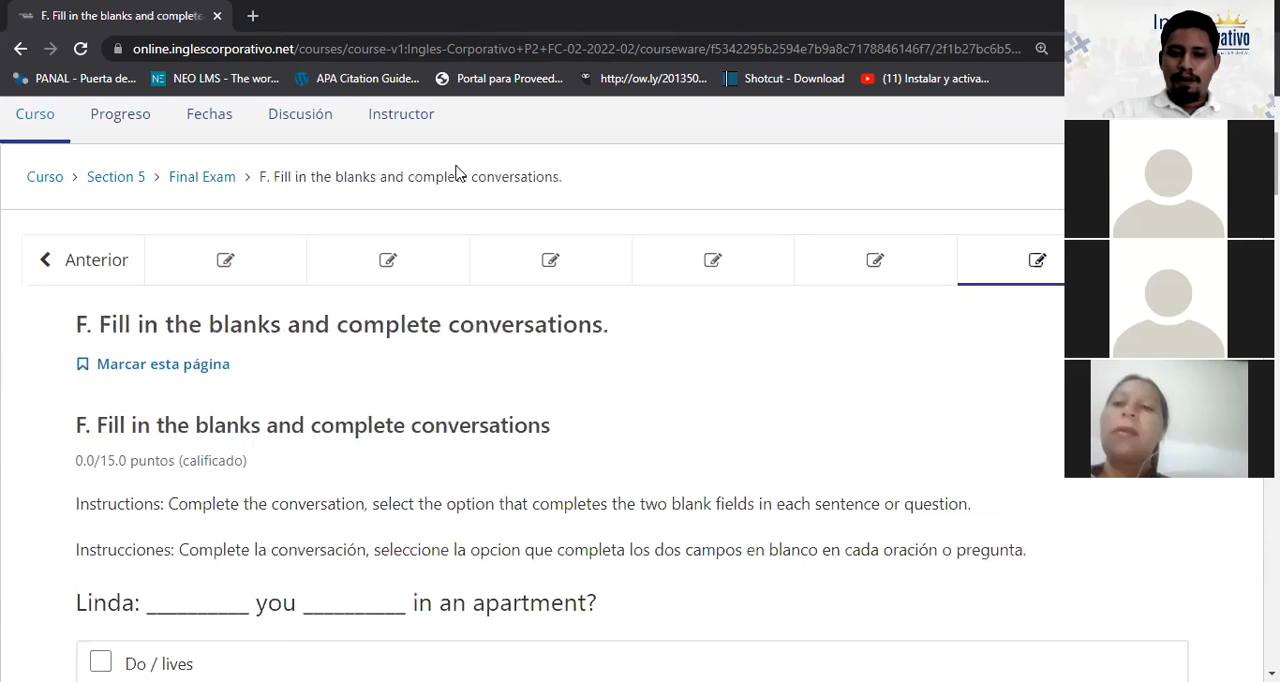 F. Fill in the blanks and complete
online.inglescorporativo.net/courses/course-v1:Ingles-Corporativo+P2+FC-02-2022-02/courseware/f5342295b2594e7b9a8c7178846146f7/2f1b27bc6b5...
PANAL - Puerta de...
NEO LMS - The wor...
APA Citation Guide...
Portal para Proveed...
http://ow.ly/201350...
Shotcut - Download
(11) Instalar y activa...
Curso
Progreso
Fechas
Discusión
Instructor
Curso > Section 5 > Final Exam > F. Fill in the blanks and complete conversations.
Anterior
F. Fill in the blanks and complete conversations.
Marcar esta página
F. Fill in the blanks and complete conversations
0.0/15.0 puntos (calificado)
Instructions: Complete the conversation, select the option that completes the two blank fields in each sentence or question.
Instrucciones: Complete la conversación, seleccione la opcion que completa los dos campos en blanco en cada oración o pregunta.
Linda: __________ you __________ in an apartment?
Do / lives